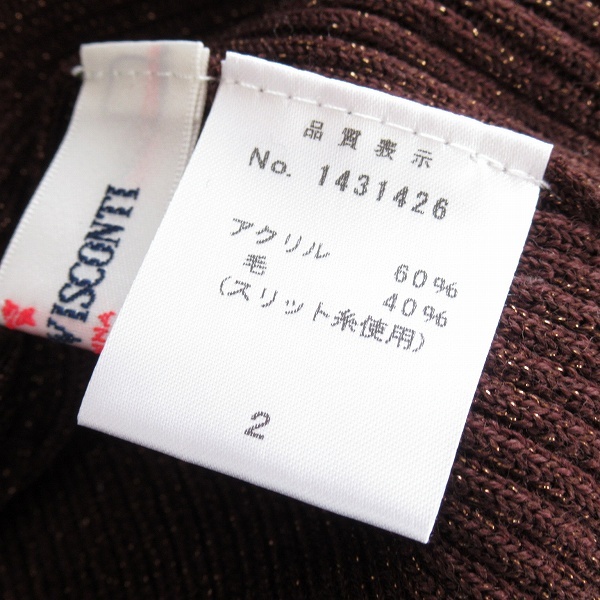 品質表示
No. 1431426
アクリル 60%
毛 40%
(スリット糸使用)
2
VISCONTI